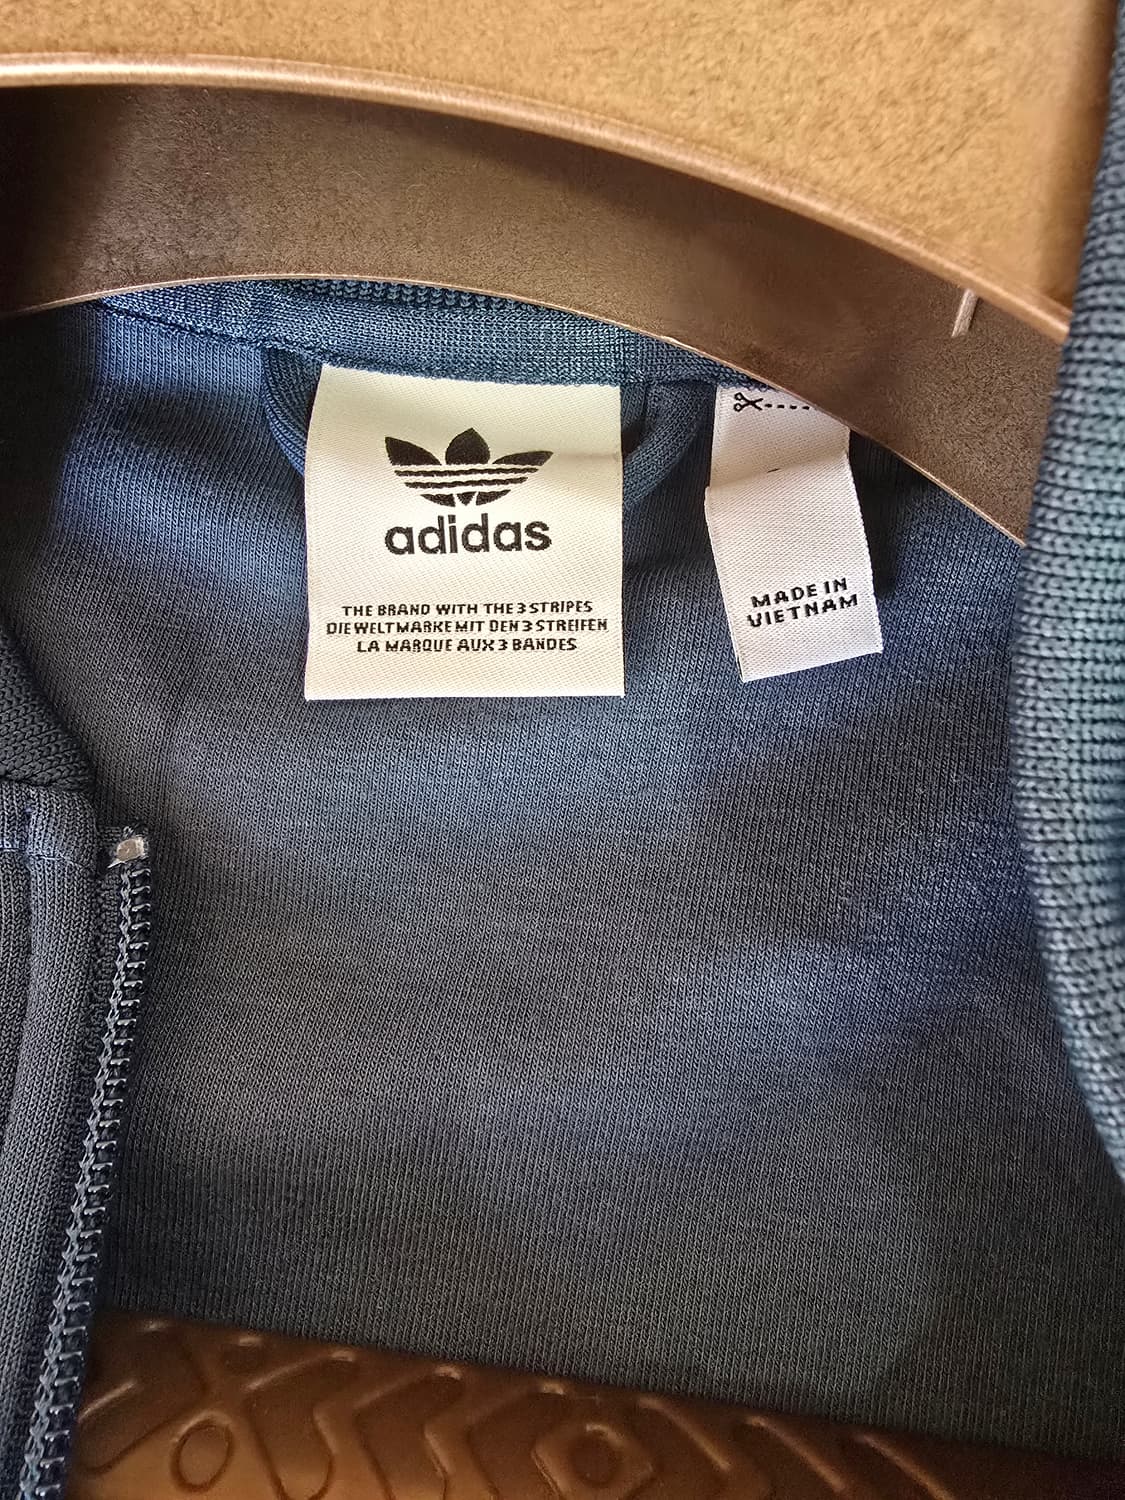 adidas
THE BRAND WITH THE 3 STRIPES
DIE WELTMARKE MIT DEN 3 STREIFEN
LA MARQUE AUX 3 BANDES
MADE IN
VIETNAM